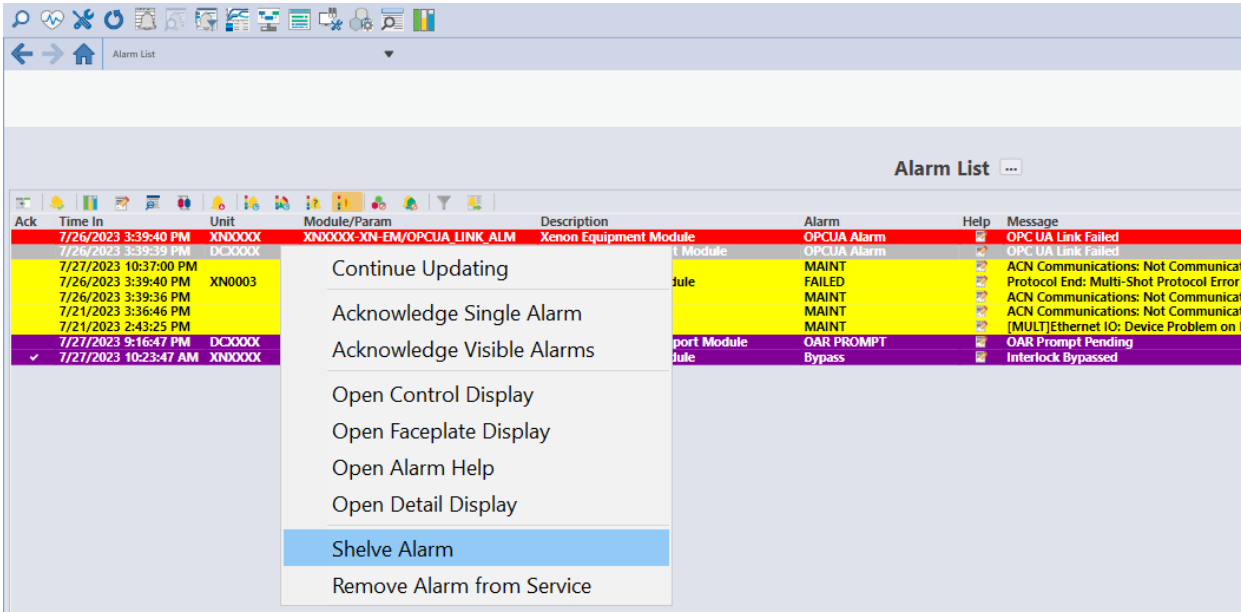 Alarm List
Alarm List ...
Ack Time In Unit Module/Param Description Alarm Help Message
7/26/2023 3:39:40 PM XNXXXX XNXXXX-XN-EM/OPCUA_LINK_ALM Xenon Equipment Module OPCUA Alarm OPC UA Link Failed
7/26/2023 3:39:39 PM DCXXXX t Module OPCUA Alarm OPC UA Link Failed
7/27/2023 10:37:00 PM MAINT ACN Communications: Not Communicat
7/26/2023 3:39:40 PM XN0003 dule FAILED Protocol End: Multi-Shot Protocol Error
7/26/2023 3:39:36 PM MAINT ACN Communications: Not Communicat
7/21/2023 3:36:46 PM MAINT ACN Communications: Not Communicat
7/21/2023 2:43:25 PM MAINT [MULT]Ethernet IO: Device Problem on
7/27/2023 9:16:47 PM DCXXXX port Module OAR PROMPT OAR Prompt Pending
✓ 7/27/2023 10:23:47 AM XNXXXX dule Bypass Interlock Bypassed
Continue Updating
Acknowledge Single Alarm
Acknowledge Visible Alarms
Open Control Display
Open Faceplate Display
Open Alarm Help
Open Detail Display
Shelve Alarm
Remove Alarm from Service